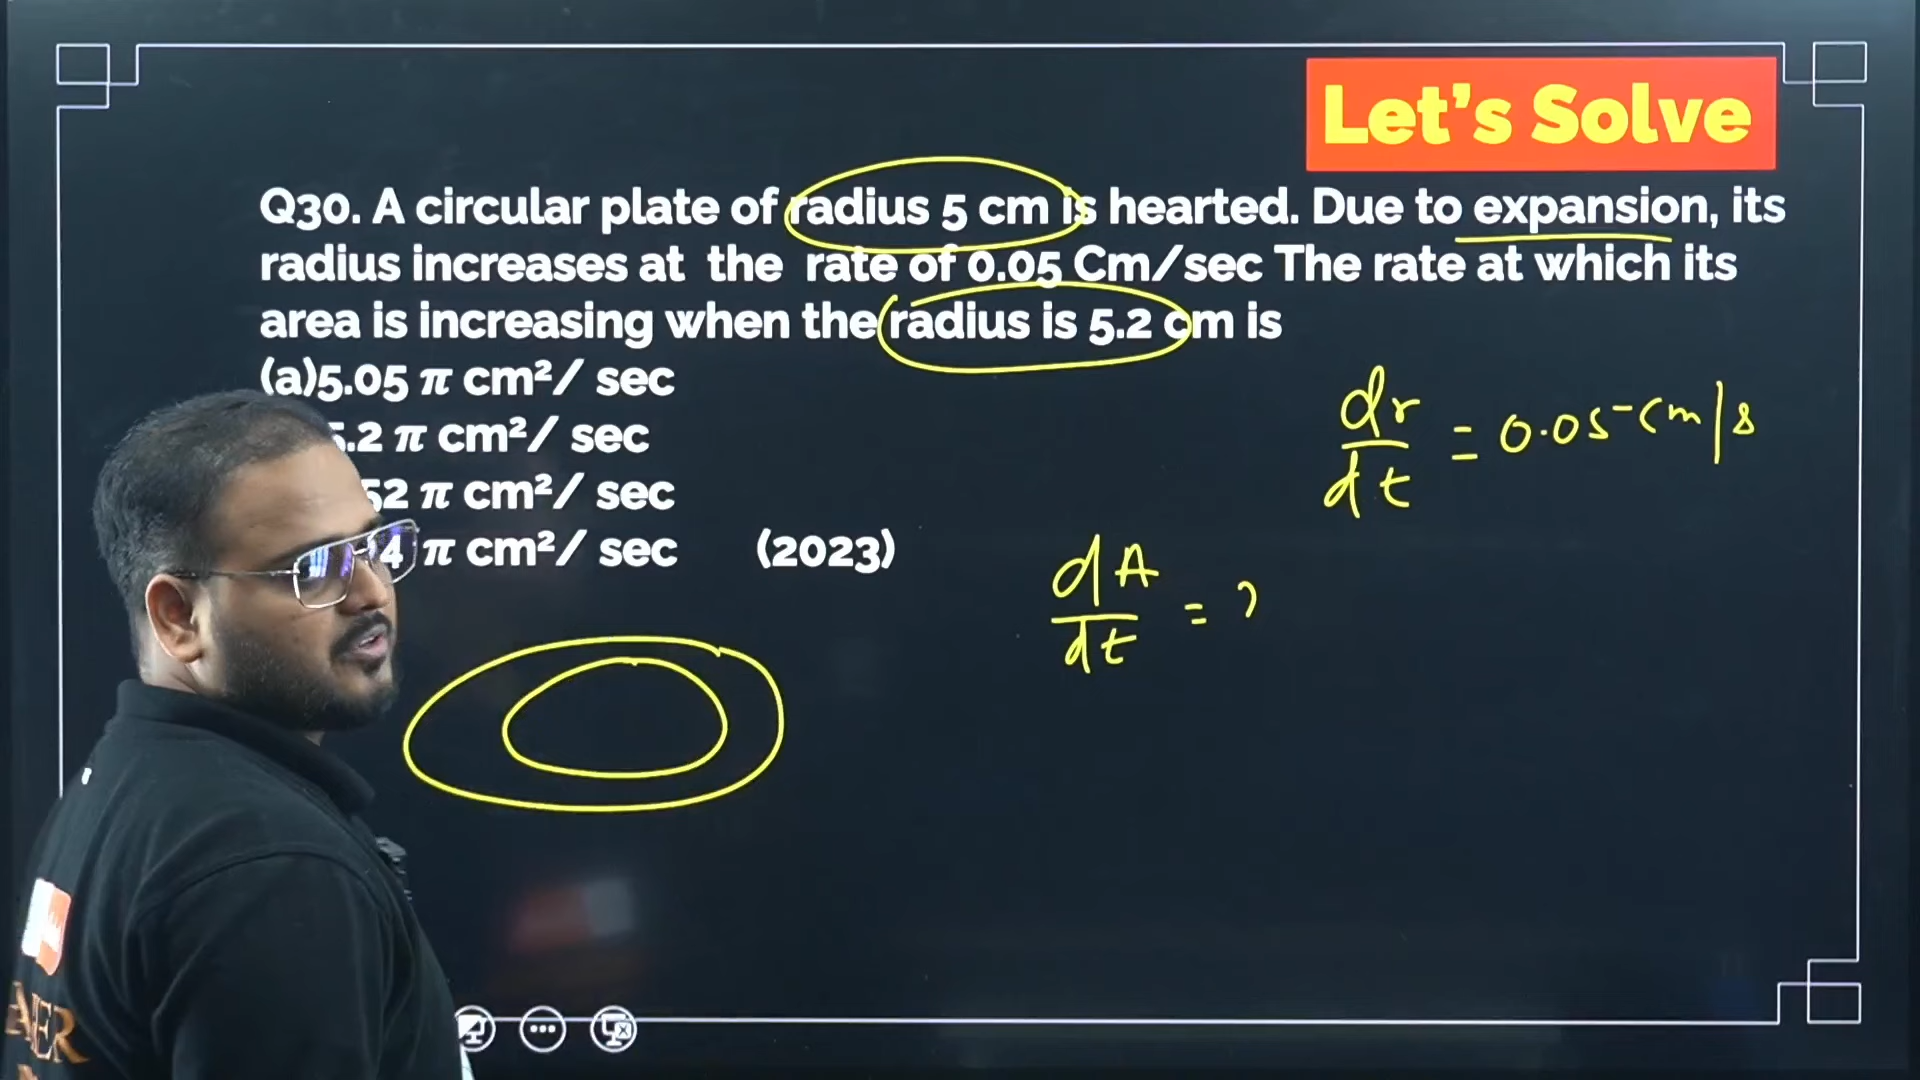 Let's Solve
Q30. A circular plate of radius 5 cm is hearted. Due to expansion, its
radius increases at the rate of 0.05 Cm/sec The rate at which its
area is increasing when the radius is 5.2 cm is
(a)5.05 π cm²/ sec
5.2 π cm²/ sec
52 π cm²/ sec
4 π cm²/ sec (2023)
dr/dt = 0.05 cm/s
dA/dt = ?